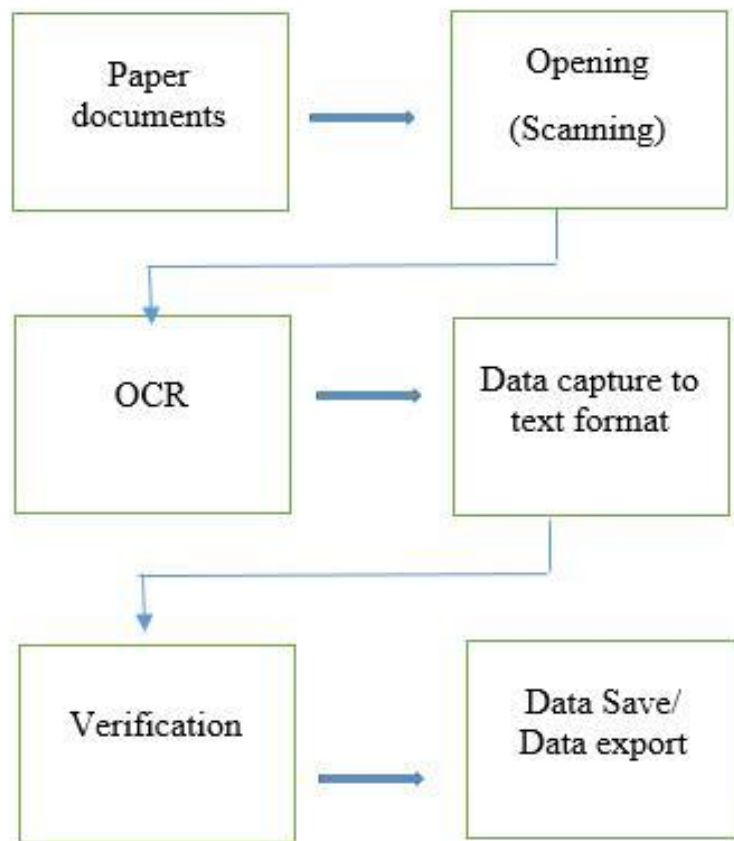 Paper
documents
Opening
(Scanning)
OCR
Data capture to
text format
Verification
Data Save/
Data export